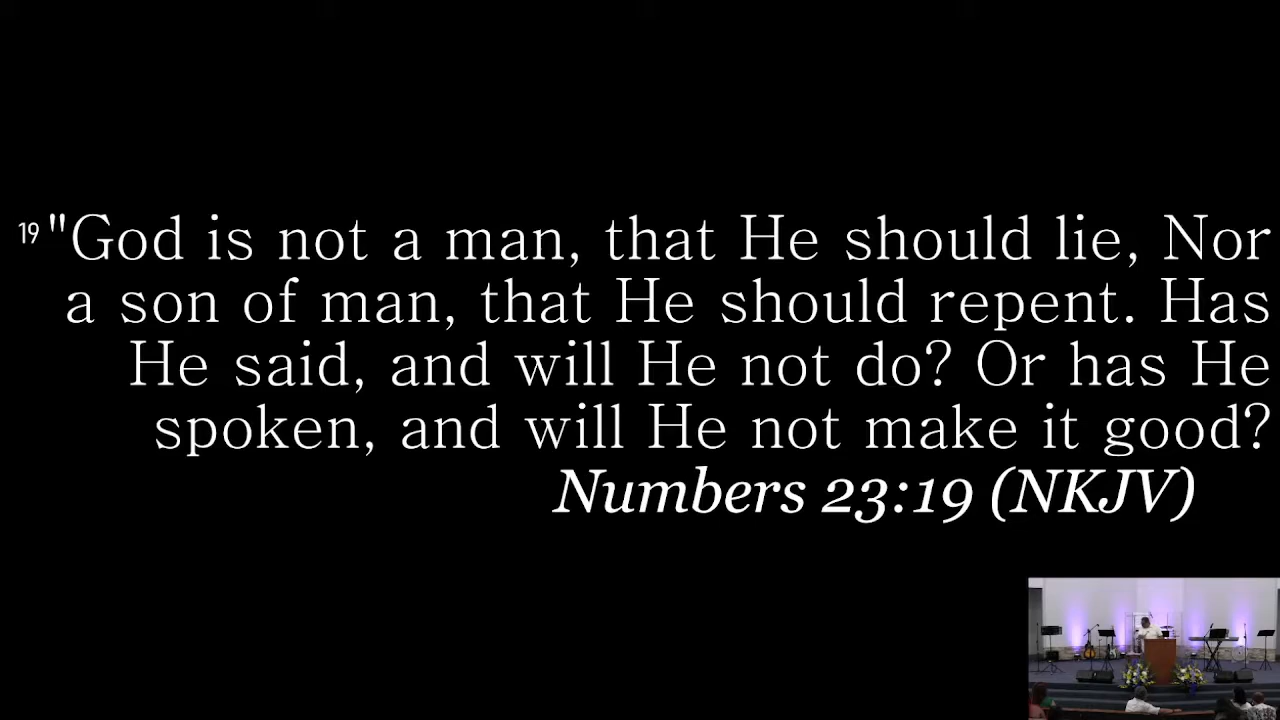 19 "God is not a man, that He should lie, Nor
a son of man, that He should repent. Has
He said, and will He not do? Or has He
spoken, and will He not make it good?
Numbers 23:19 (NKJV)